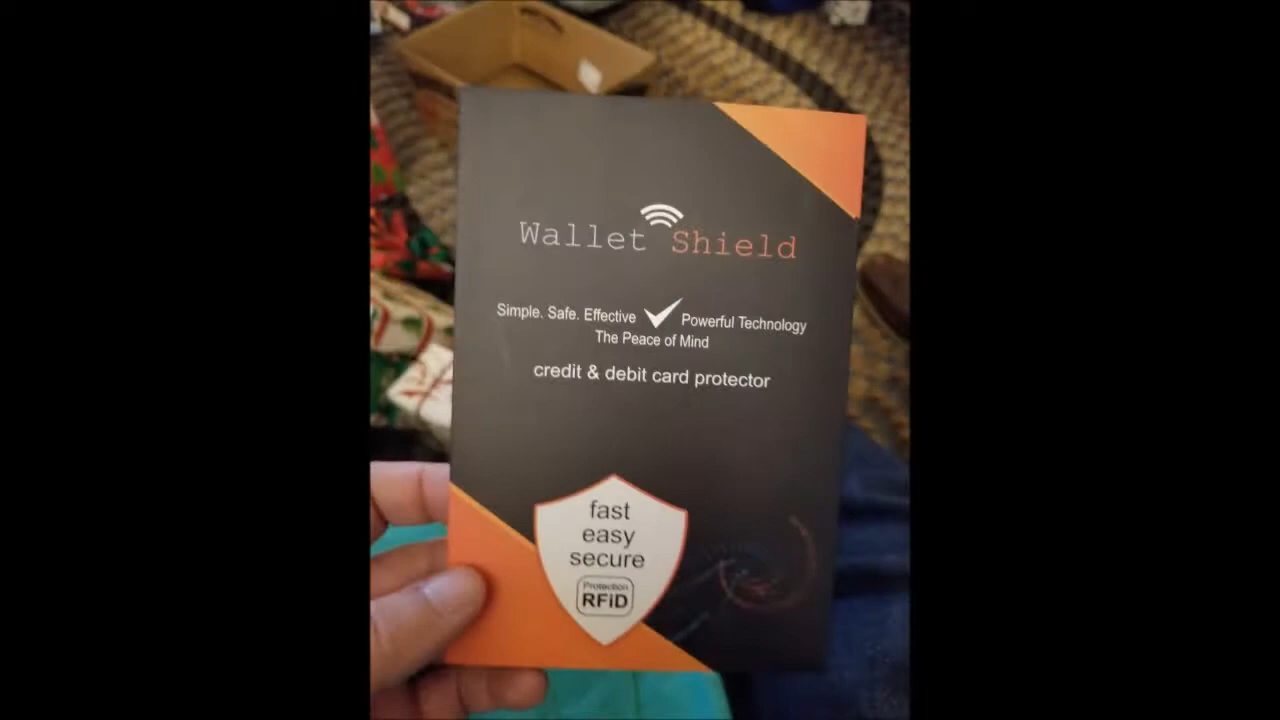 Wallet Shield
Simple. Safe. Effective Powerful Technology
The Peace of Mind
credit & debit card protector
fast
easy
secure
Protection
RFiD